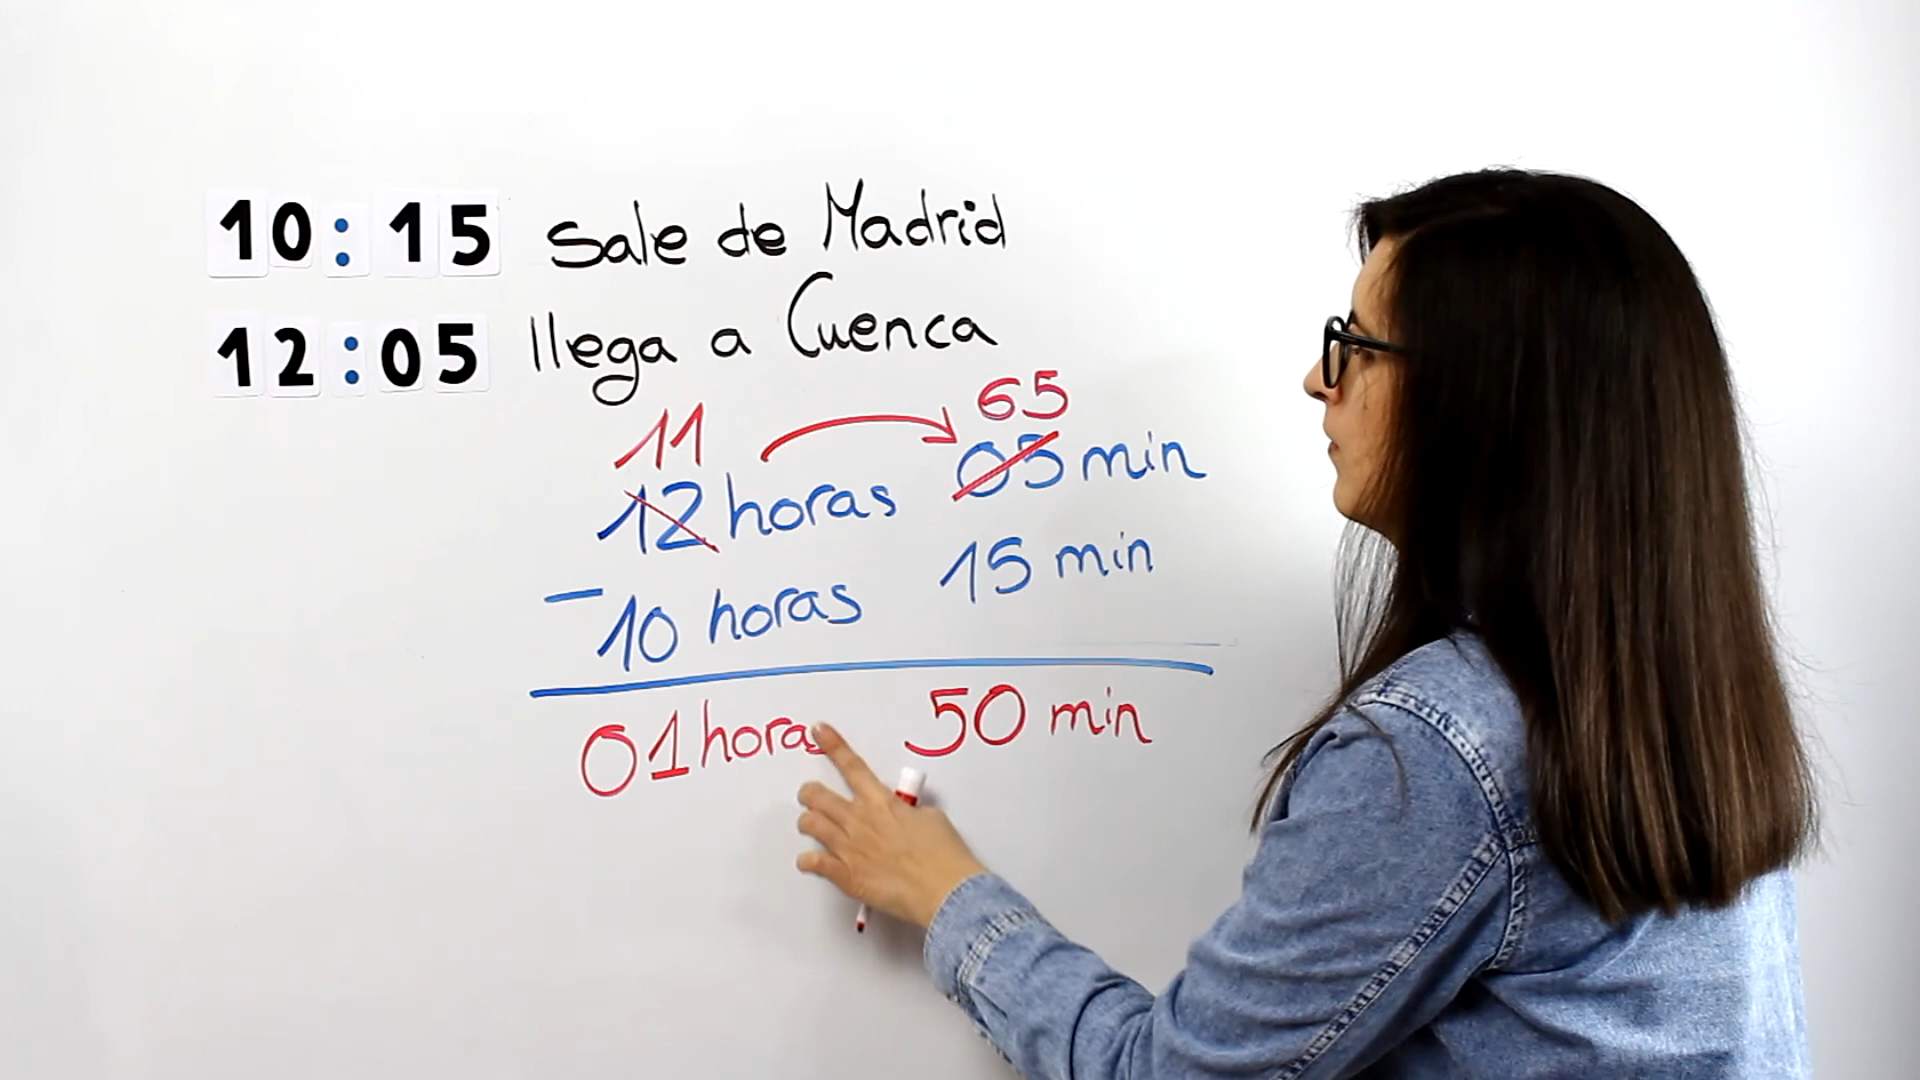 10:15 sale de Madrid
12:05 llega a Cuenca
11 65
12 horas 05 min
- 10 horas 15 min
01 horas 50 min